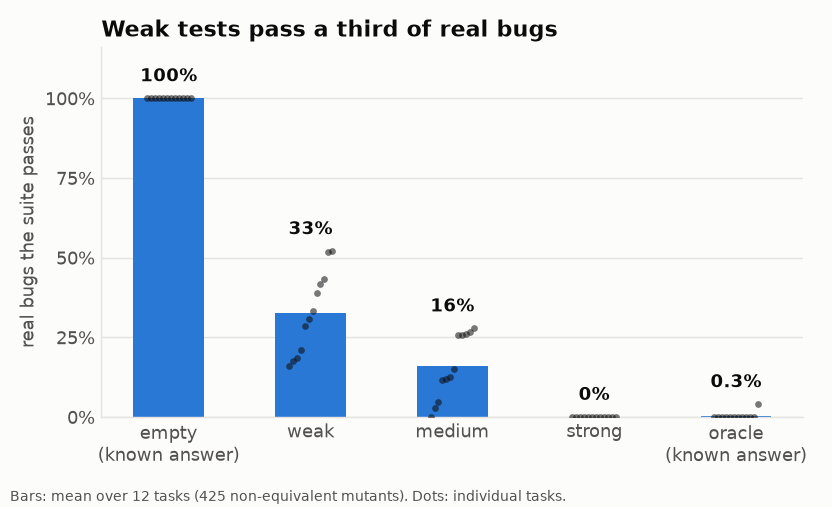 Weak tests pass a third of real bugs
real bugs the suite passes
100%
75%
50%
25%
0%
100%
33%
16%
0%
0.3%
empty
(known answer)
weak
medium
strong
oracle
(known answer)
Bars: mean over 12 tasks (425 non-equivalent mutants). Dots: individual tasks.